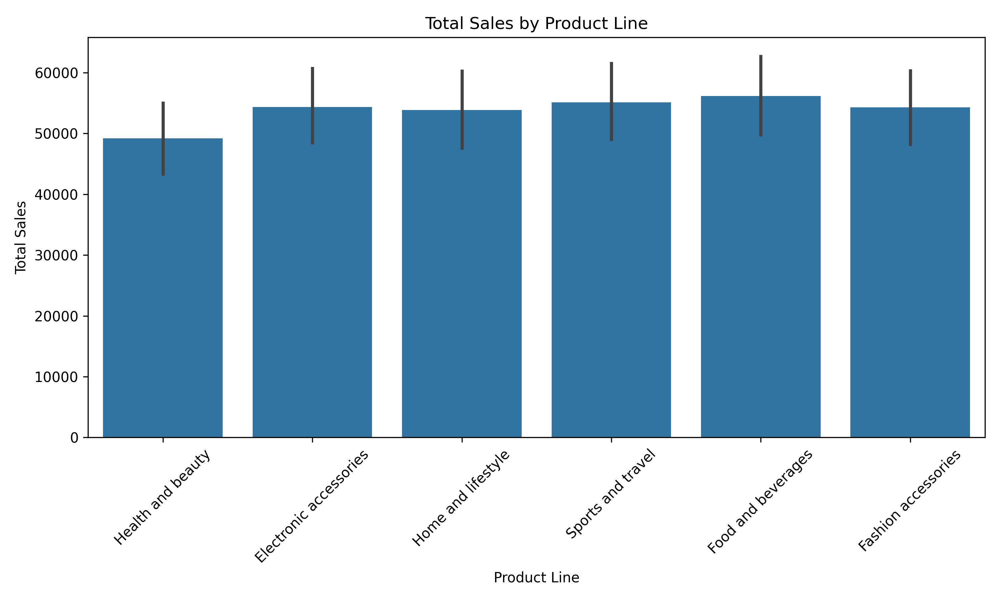 Total Sales by Product Line
Total Sales
60000
50000
40000
30000
20000
10000
0
Health and beauty
Electronic accessories
Home and lifestyle
Sports and travel
Food and beverages
Fashion accessories
Product Line